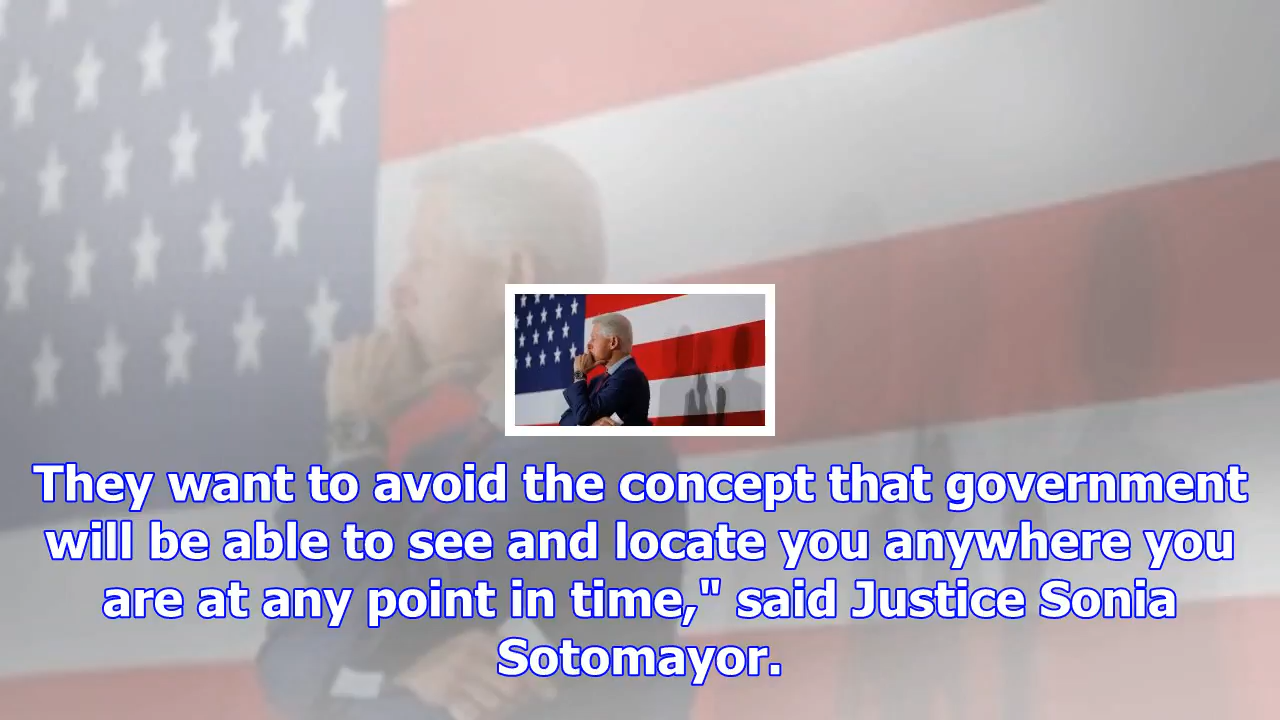 They want to avoid the concept that government
will be able to see and locate you anywhere you
are at any point in time," said Justice Sonia
Sotomayor.